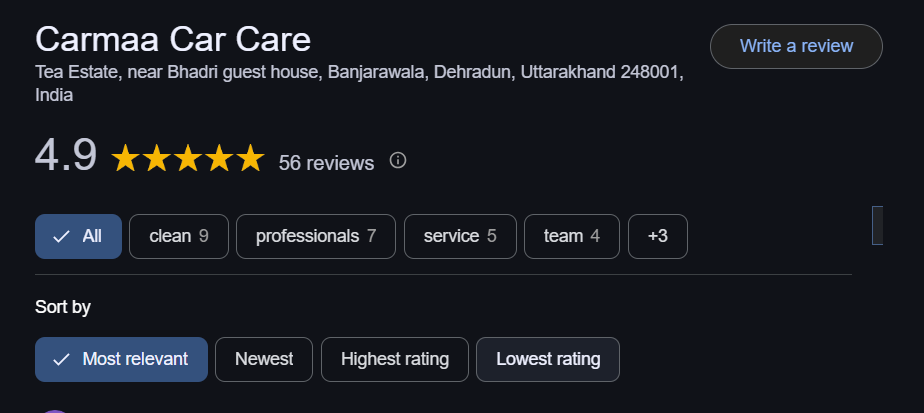 Carmaa Car Care
Write a review
Tea Estate, near Bhadri guest house, Banjarawala, Dehradun, Uttarakhand 248001,
India
4.9 56 reviews
All clean 9 professionals 7 service 5 team 4 +3
Sort by
Most relevant Newest Highest rating Lowest rating